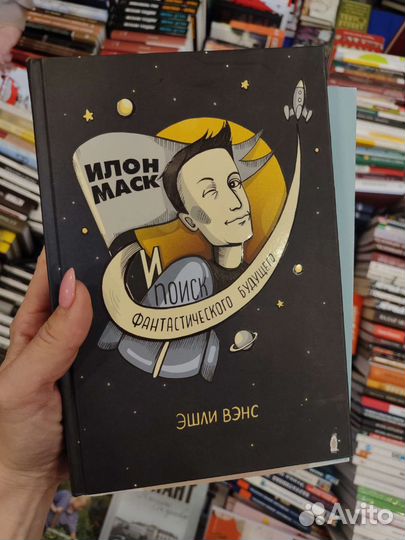 ИЛОН
МАСК
И
ПОИСК
ФАНТАСТИЧЕСКОГО БУДУЩЕГО
ЭШЛИ ВЭНС
Avito